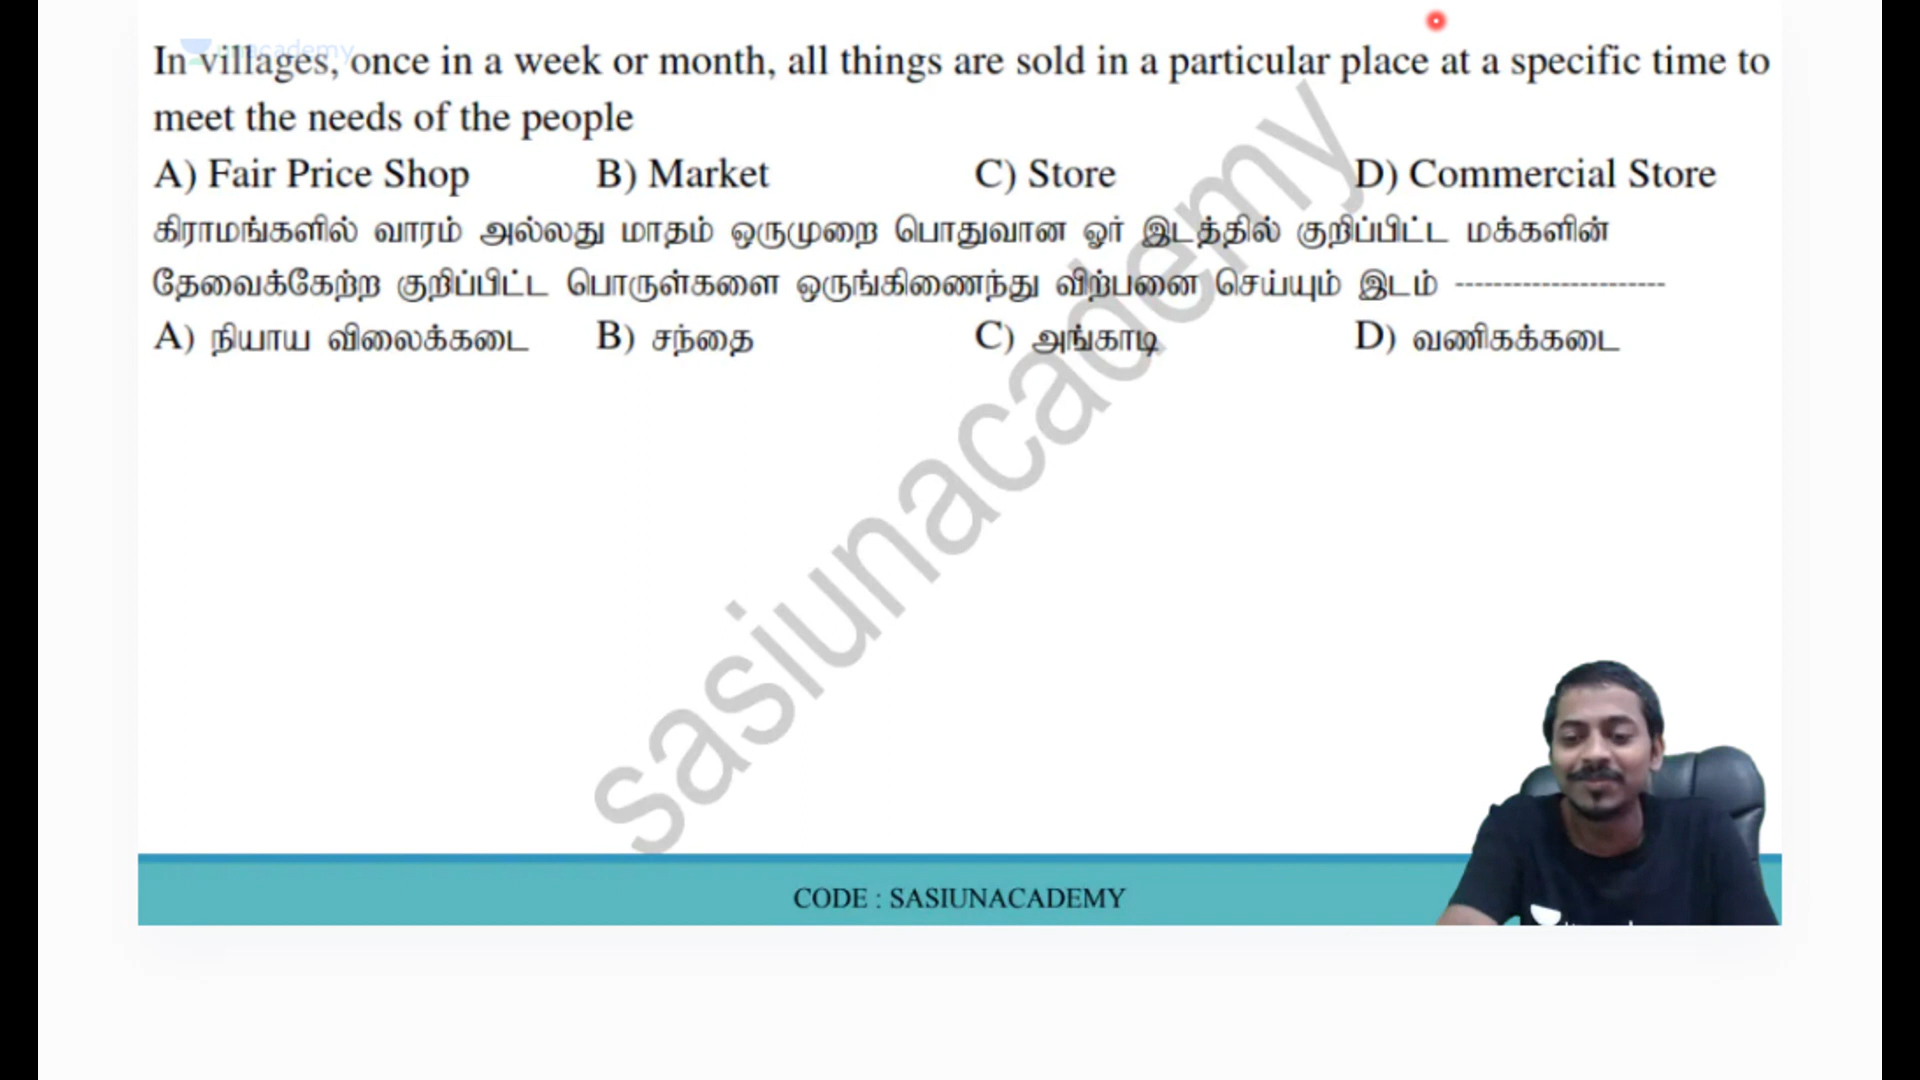 unacademy
In villages, once in a week or month, all things are sold in a particular place at a specific time to
meet the needs of the people
A) Fair Price Shop B) Market C) Store D) Commercial Store
கிராமங்களில் வாரம் அல்லது மாதம் ஒருமுறை பொதுவான ஓர் இடத்தில் குறிப்பிட்ட மக்களின்
தேவைக்கேற்ற குறிப்பிட்ட பொருள்களை ஒருங்கிணைந்து விற்பனை செய்யும் இடம் ----------------------
A) நியாய விலைக்கடை B) சந்தை C) அங்காடி D) வணிகக்கடை
sasiunacademy
CODE : SASIUNACADEMY